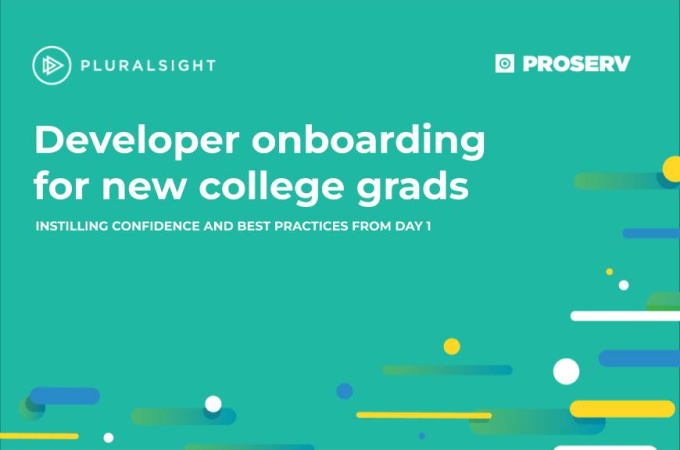 PLURALSIGHT
PROSERV
Developer onboarding
for new college grads
INSTILLING CONFIDENCE AND BEST PRACTICES FROM DAY 1